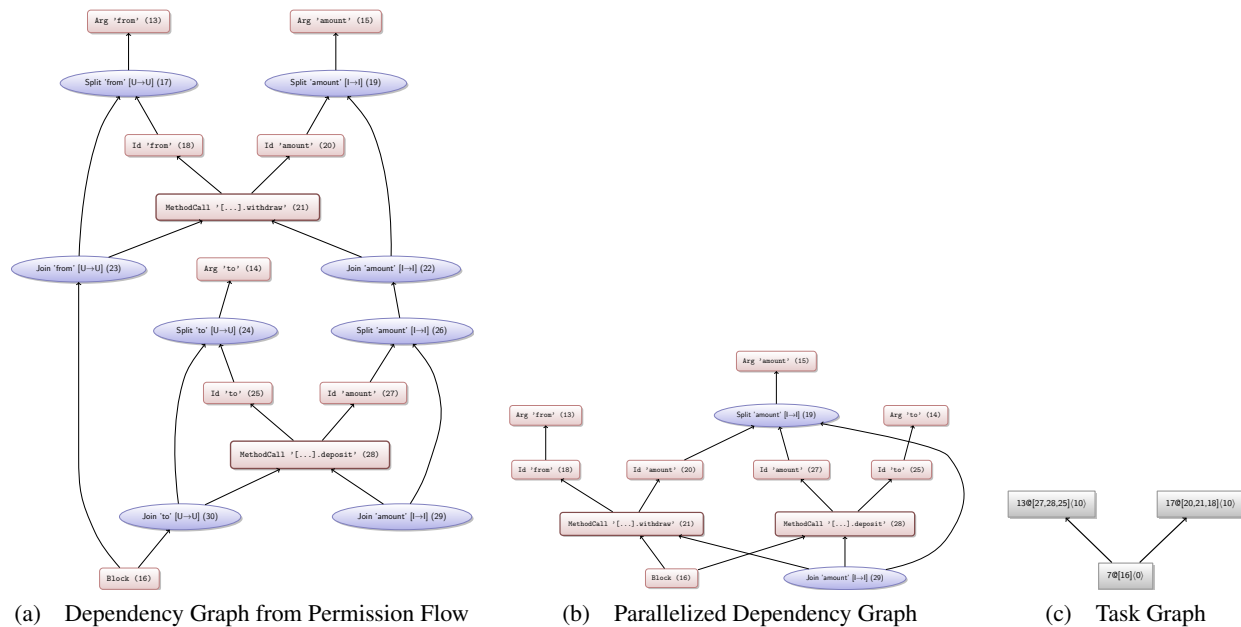 Arg 'from' (13)
Arg 'amount' (15)
Split 'from' [U→U] (17)
Split 'amount' [I→I] (19)
Id 'from' (18)
Id 'amount' (20)
MethodCall '[...].withdraw' (21)
Join 'from' [U→U] (23)
Arg 'to' (14)
Join 'amount' [I→I] (22)
Split 'to' [U→U] (24)
Split 'amount' [I→I] (26)
Id 'to' (25)
Id 'amount' (27)
MethodCall '[...].deposit' (28)
Join 'to' [U→U] (30)
Join 'amount' [I→I] (29)
Block (16)
(a) Dependency Graph from Permission Flow
Arg 'amount' (15)
Arg 'from' (13)
Split 'amount' [I→I] (19)
Arg 'to' (14)
Id 'from' (18)
Id 'amount' (20)
Id 'amount' (27)
Id 'to' (25)
MethodCall '[...].withdraw' (21)
MethodCall '[...].deposit' (28)
Block (16)
Join 'amount' [I→I] (29)
(b) Parallelized Dependency Graph
13@[27,28,25]⟨10⟩
17@[20,21,18]⟨10⟩
7@[16]⟨0⟩
(c) Task Graph